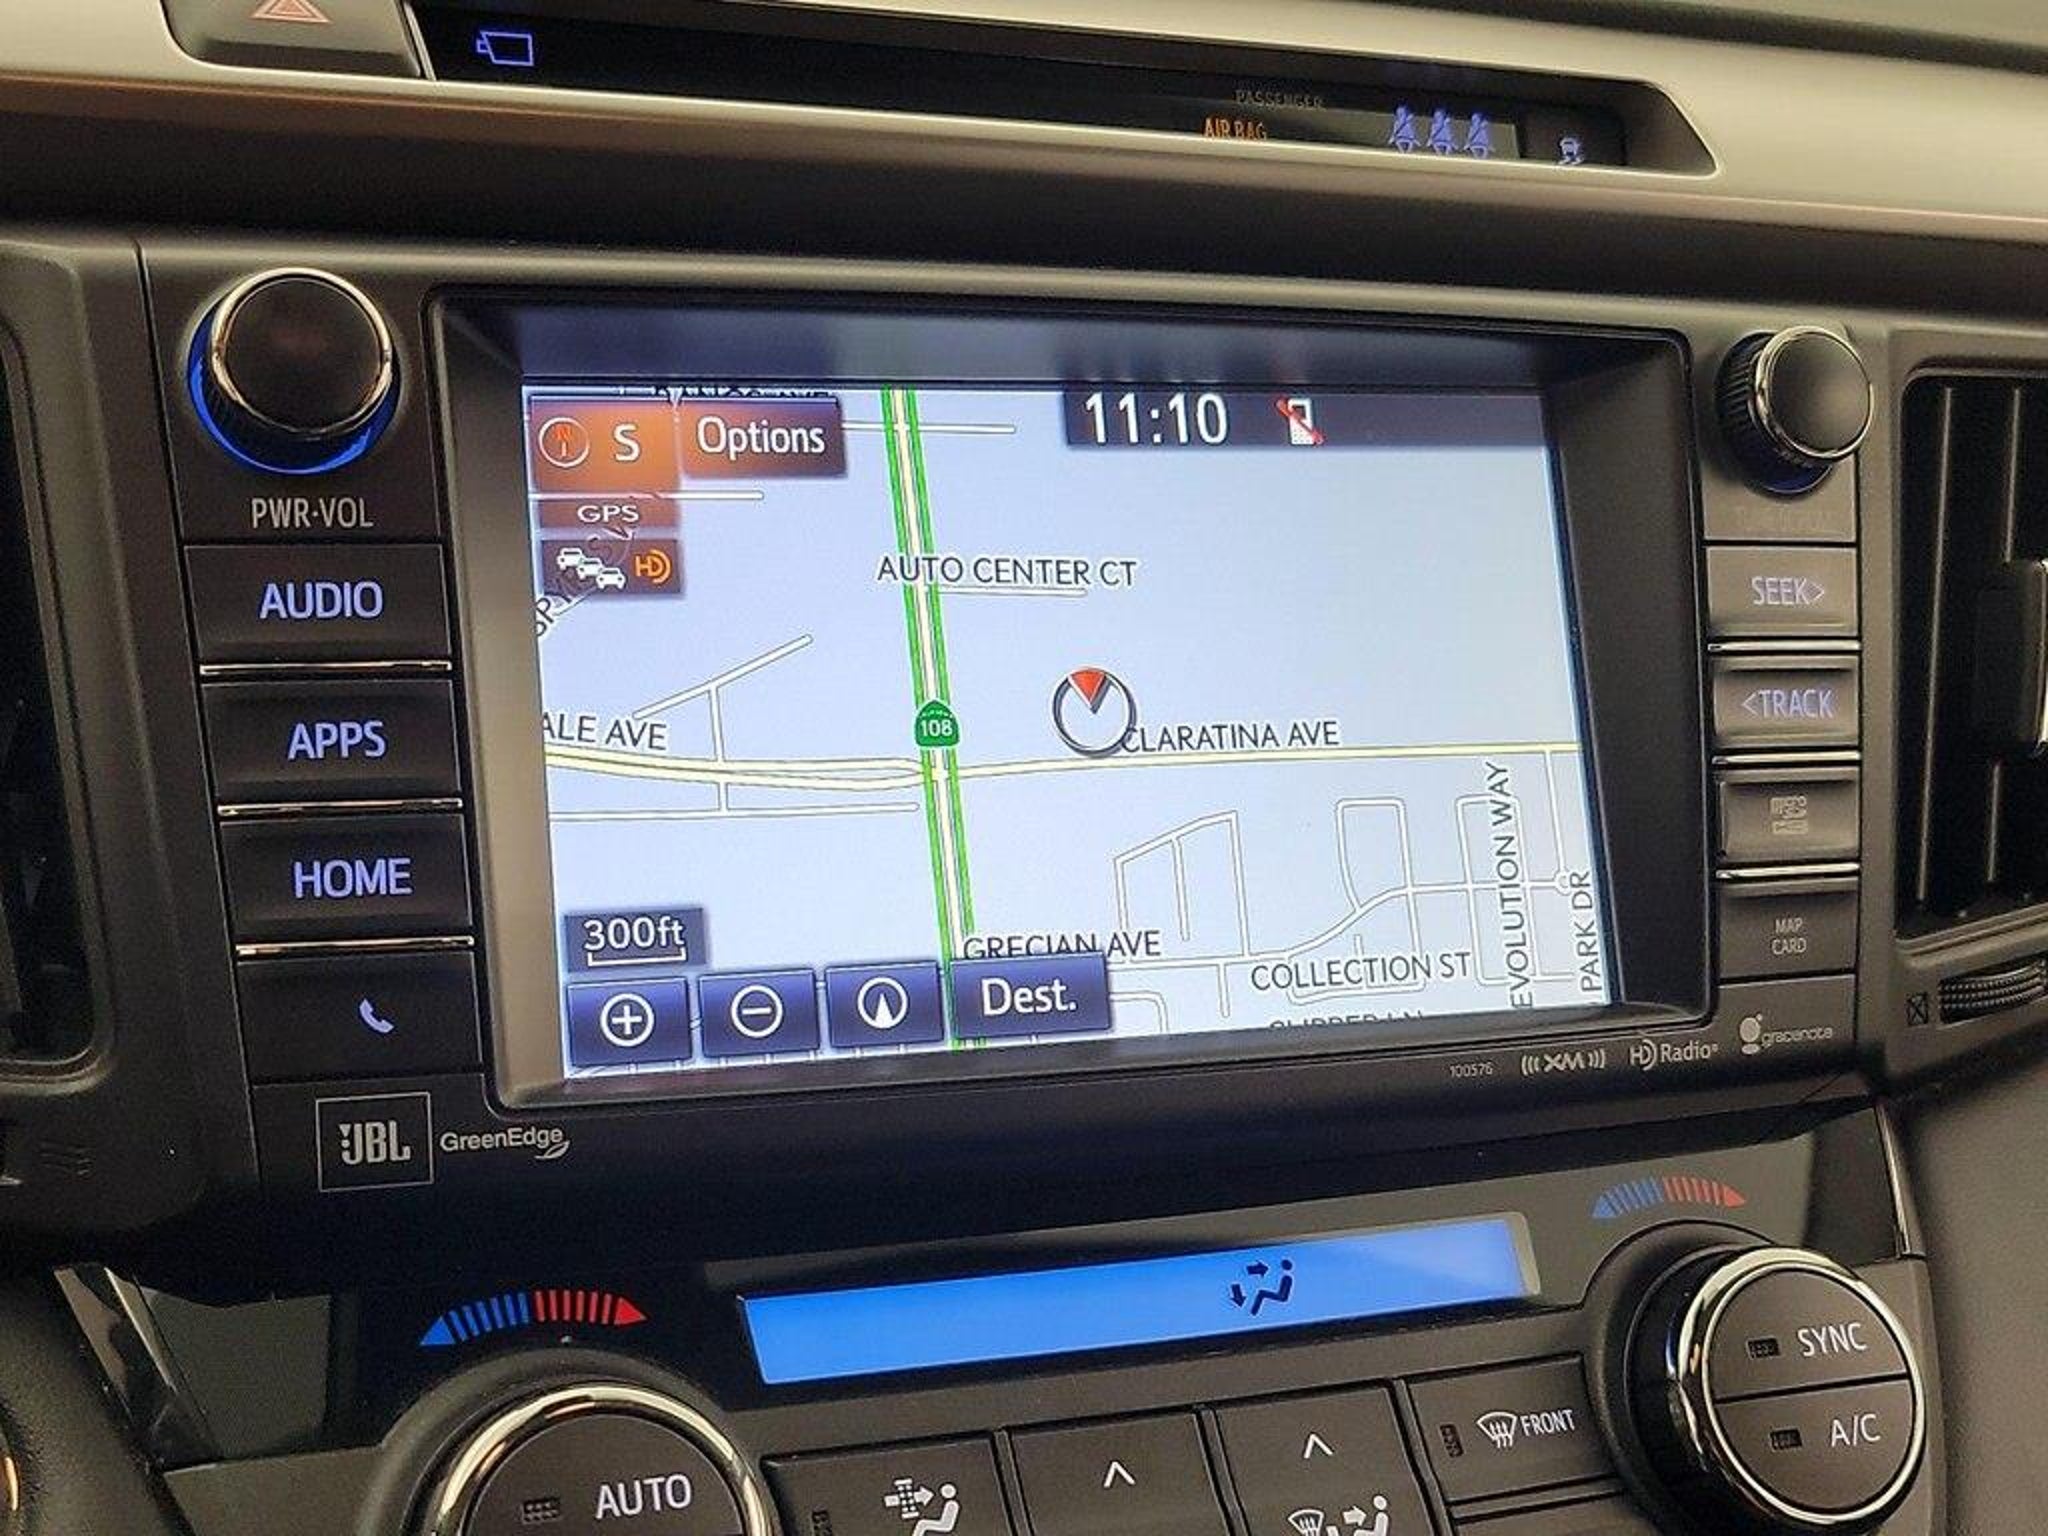 PASSENGER
AIR BAG
PWR·VOL
AUDIO
APPS
HOME
S
Options
11:10
GPS
HD
AUTO CENTER CT
108
ALE AVE
CLARATINA AVE
EVOLUTION WAY
PARK DR
300ft
GRECIAN AVE
COLLECTION ST
Dest.
SEEK>
<TRACK
MAP
CARD
JBL GreenEdge
100576
XM
HD Radio
gracenote
SYNC
A/C
FRONT
AUTO